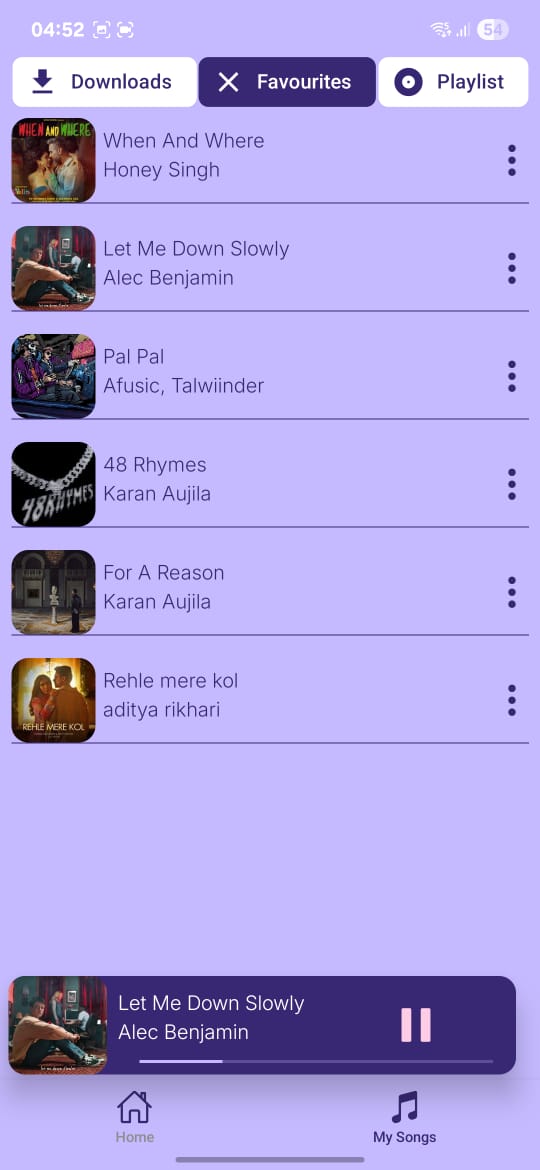 04:52
54
Downloads
Favourites
Playlist
WHEN AND WHERE
When And Where
Honey Singh
Let Me Down Slowly
Alec Benjamin
Pal Pal
Afusic, Talwiinder
48RHYMES
48 Rhymes
Karan Aujila
For A Reason
Karan Aujila
REHLE MERE KOL
Rehle mere kol
aditya rikhari
Let Me Down Slowly
Alec Benjamin
Home
My Songs